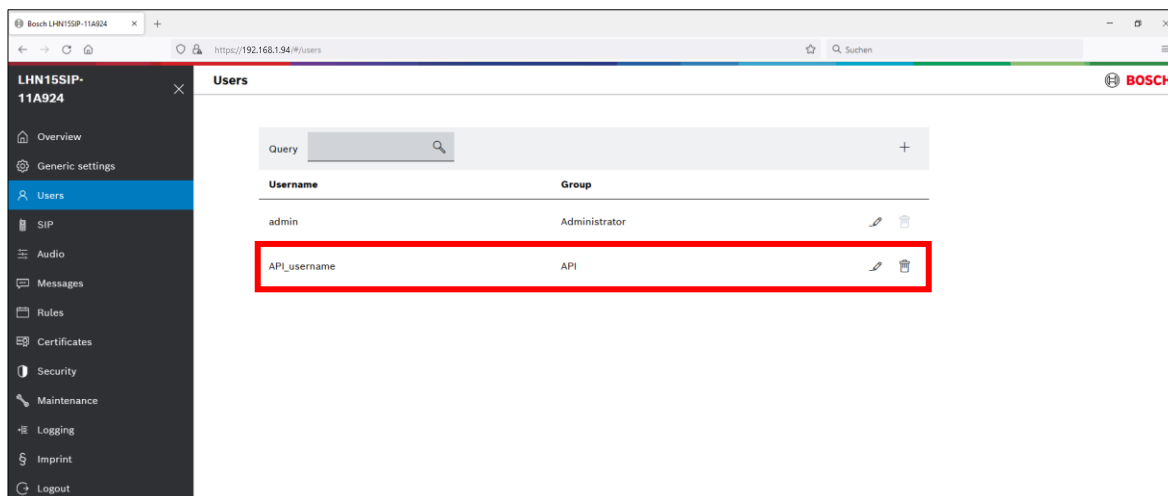 Bosch LHN15SIP-11A924
https://192.168.1.94/#/users
Suchen
LHN15SIP-
11A924
Users
BOSCH
Overview
Generic settings
Users
SIP
Audio
Messages
Rules
Certificates
Security
Maintenance
Logging
Imprint
Logout
Query
Username Group
admin Administrator
API_username API